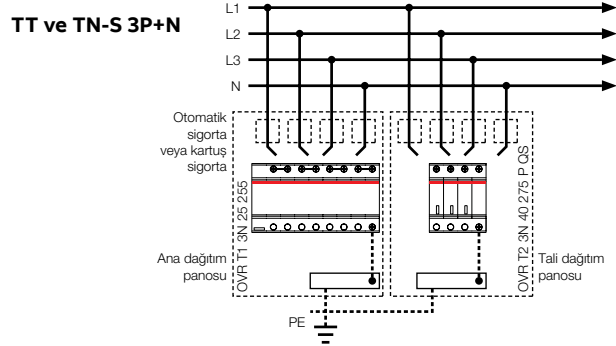 TT ve TN-S 3P+N
L1
L2
L3
N
Otomatik
sigorta
veya kartuş
sigorta
OVR T1 3N 25 255
OVR T2 3N 40 275 P QS
Ana dağıtım
panosu
Tali dağıtım
panosu
PE